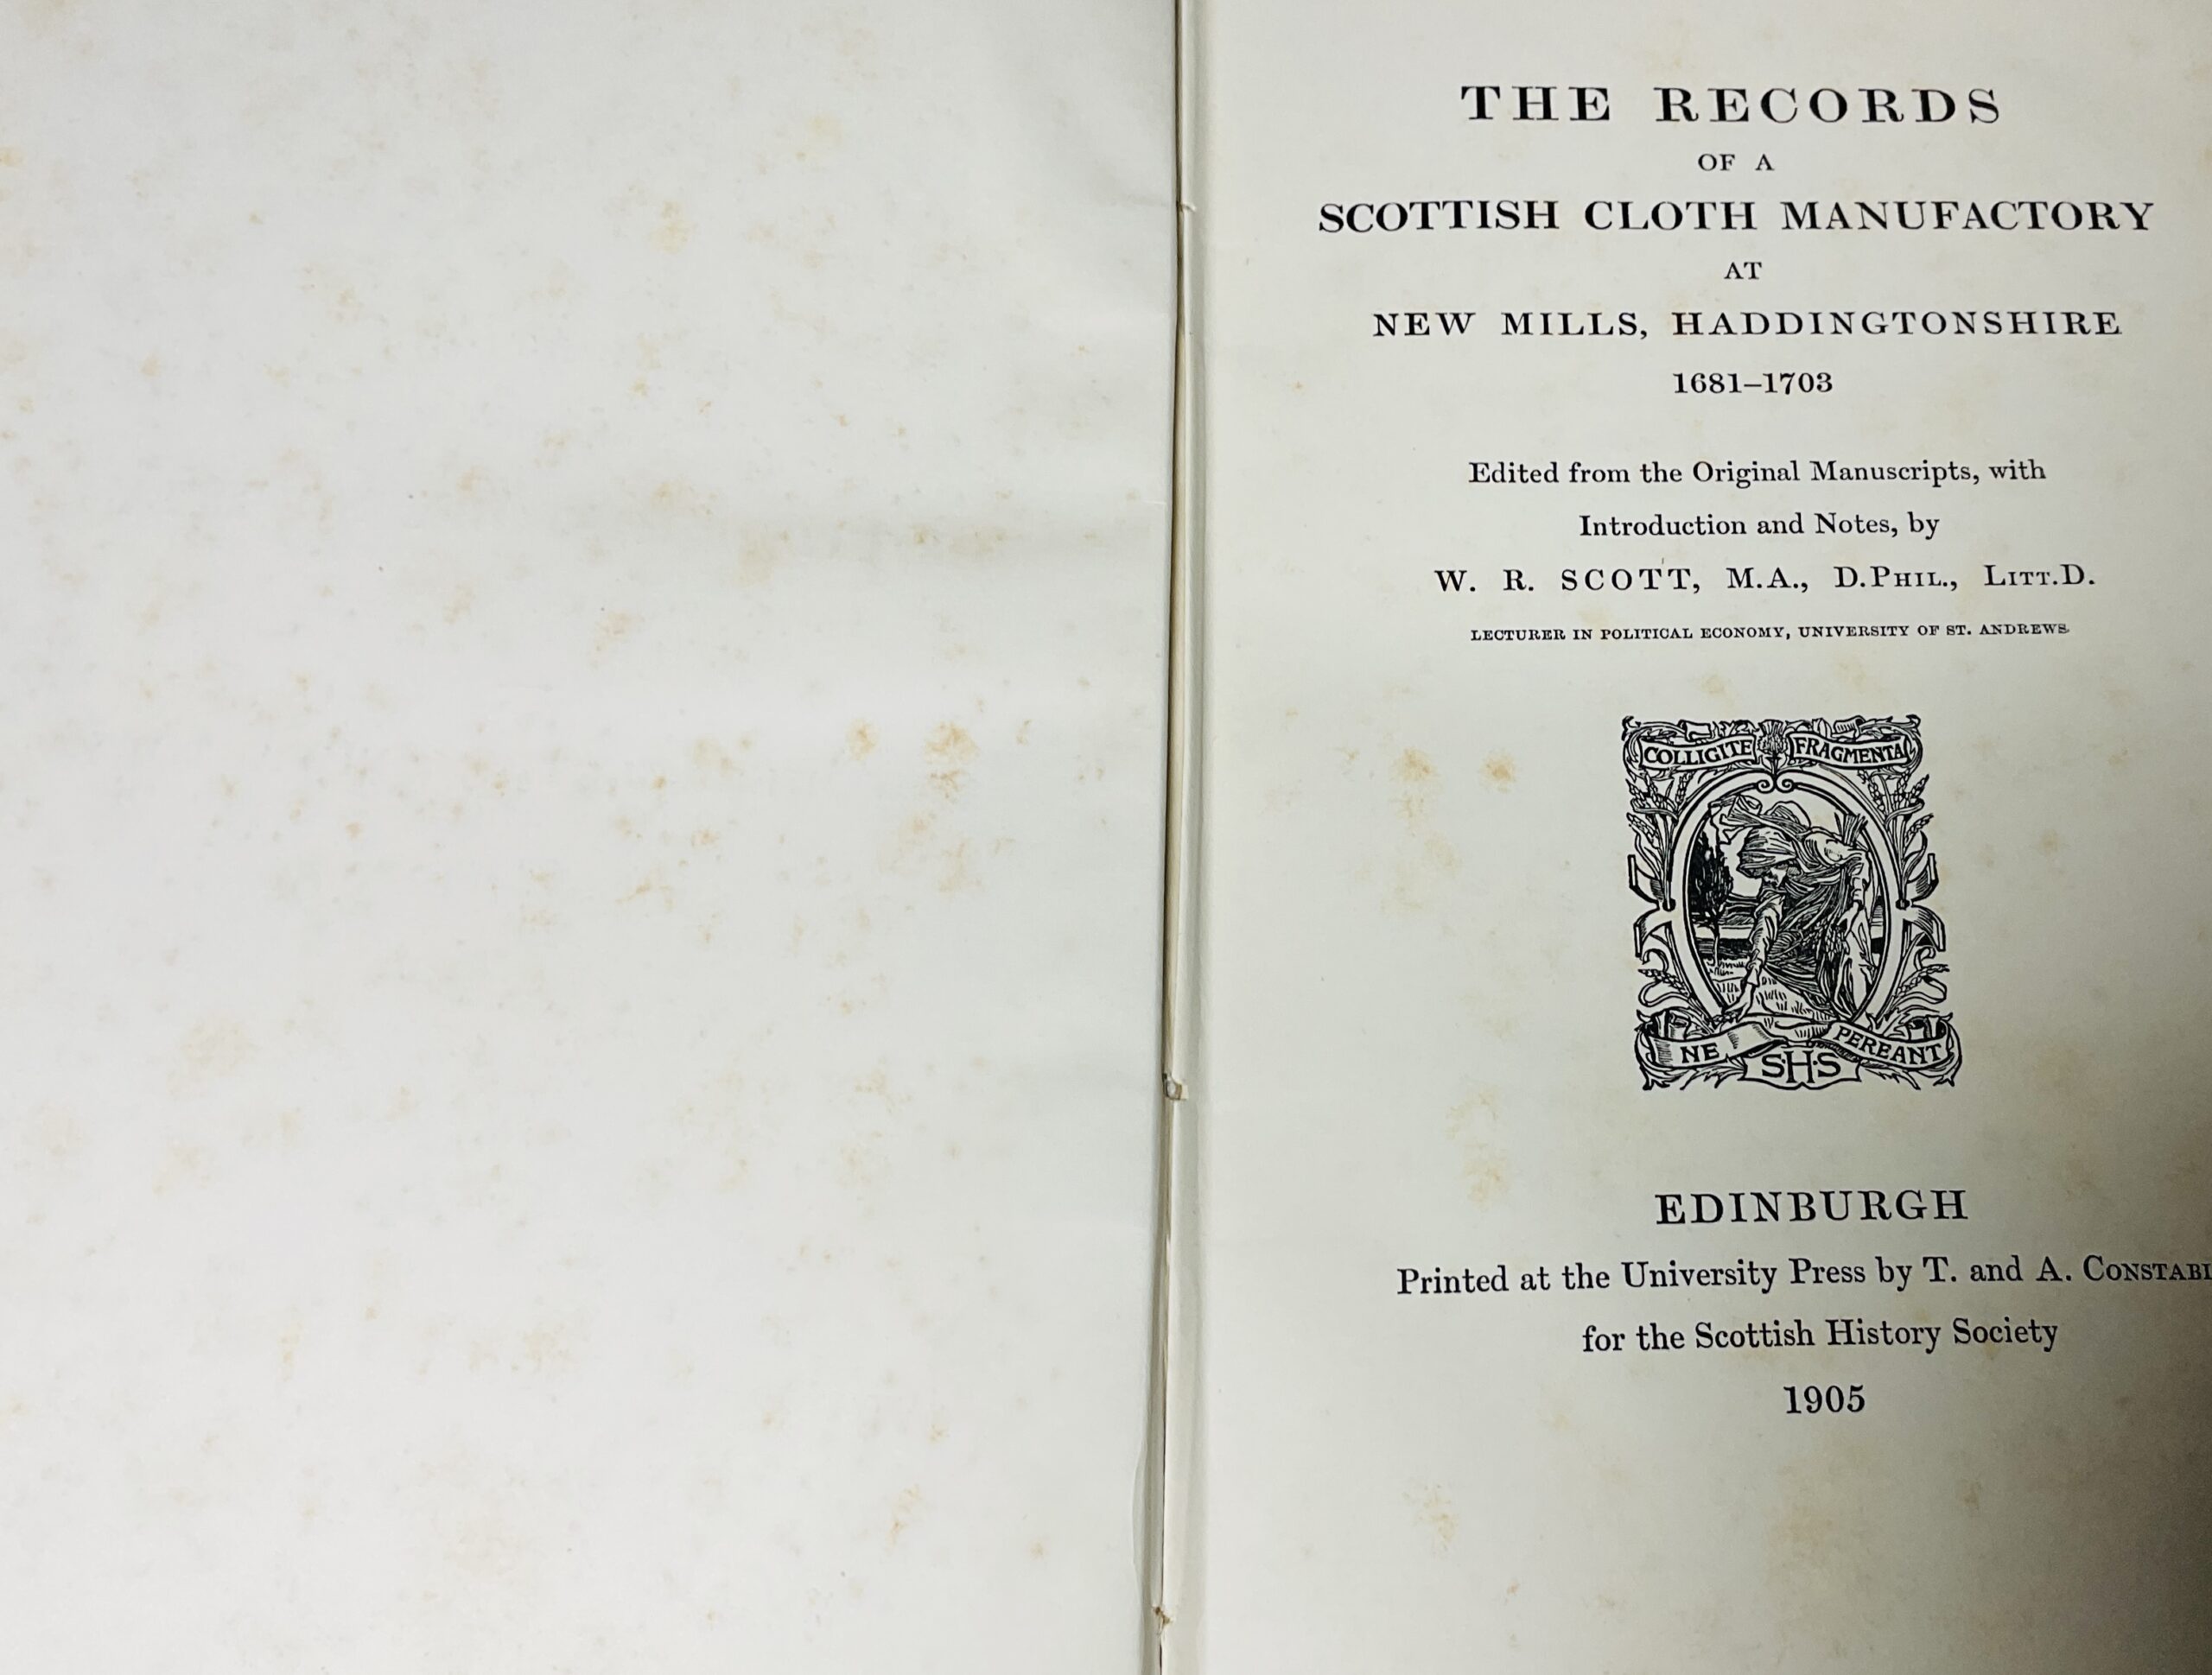 THE RECORDS
OF A
SCOTTISH CLOTH MANUFACTORY
AT
NEW MILLS, HADDINGTONSHIRE
1681–1703
Edited from the Original Manuscripts, with
Introduction and Notes, by
W. R. SCOTT, M.A., D.PHIL., LITT.D.
LECTURER IN POLITICAL ECONOMY, UNIVERSITY OF ST. ANDREWS
COLLIGITE FRAGMENTA
NE PEREANT
S·H·S
EDINBURGH
Printed at the University Press by T. and A.
for the Scottish History Society
1905